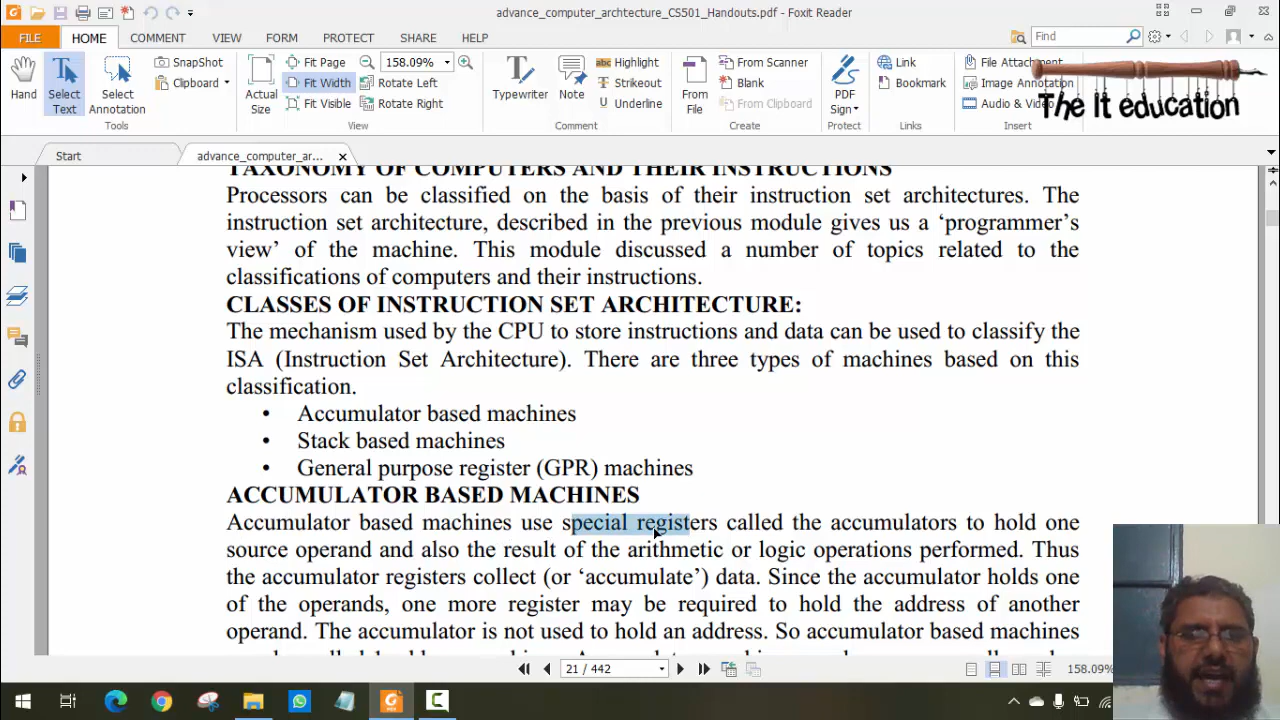 advance_computer_archtecture_CS501_Handouts.pdf - Foxit Reader
FILE HOME COMMENT VIEW FORM PROTECT SHARE HELP Find
Hand
Select Text
Select Annotation
SnapShot
Clipboard
Tools
Actual Size
Fit Page
Fit Width
Fit Visible
158.09%
Rotate Left
Rotate Right
View
Typewriter
Note
Highlight
Strikeout
Underline
Comment
From File
From Scanner
Blank
From Clipboard
Create
PDF Sign
Protect
Link
Bookmark
Links
File Attachment
Image Annotation
Audio & Video
Insert
The It education
Start advance_computer_ar...
TAXONOMY OF COMPUTERS AND THEIR INSTRUCTIONS
Processors can be classified on the basis of their instruction set architectures. The
instruction set architecture, described in the previous module gives us a ‘programmer’s
view’ of the machine. This module discussed a number of topics related to the
classifications of computers and their instructions.
CLASSES OF INSTRUCTION SET ARCHITECTURE:
The mechanism used by the CPU to store instructions and data can be used to classify the
ISA (Instruction Set Architecture). There are three types of machines based on this
classification.
• Accumulator based machines
• Stack based machines
• General purpose register (GPR) machines
ACCUMULATOR BASED MACHINES
Accumulator based machines use special registers called the accumulators to hold one
source operand and also the result of the arithmetic or logic operations performed. Thus
the accumulator registers collect (or ‘accumulate’) data. Since the accumulator holds one
of the operands, one more register may be required to hold the address of another
operand. The accumulator is not used to hold an address. So accumulator based machines
21 / 442
158.09%